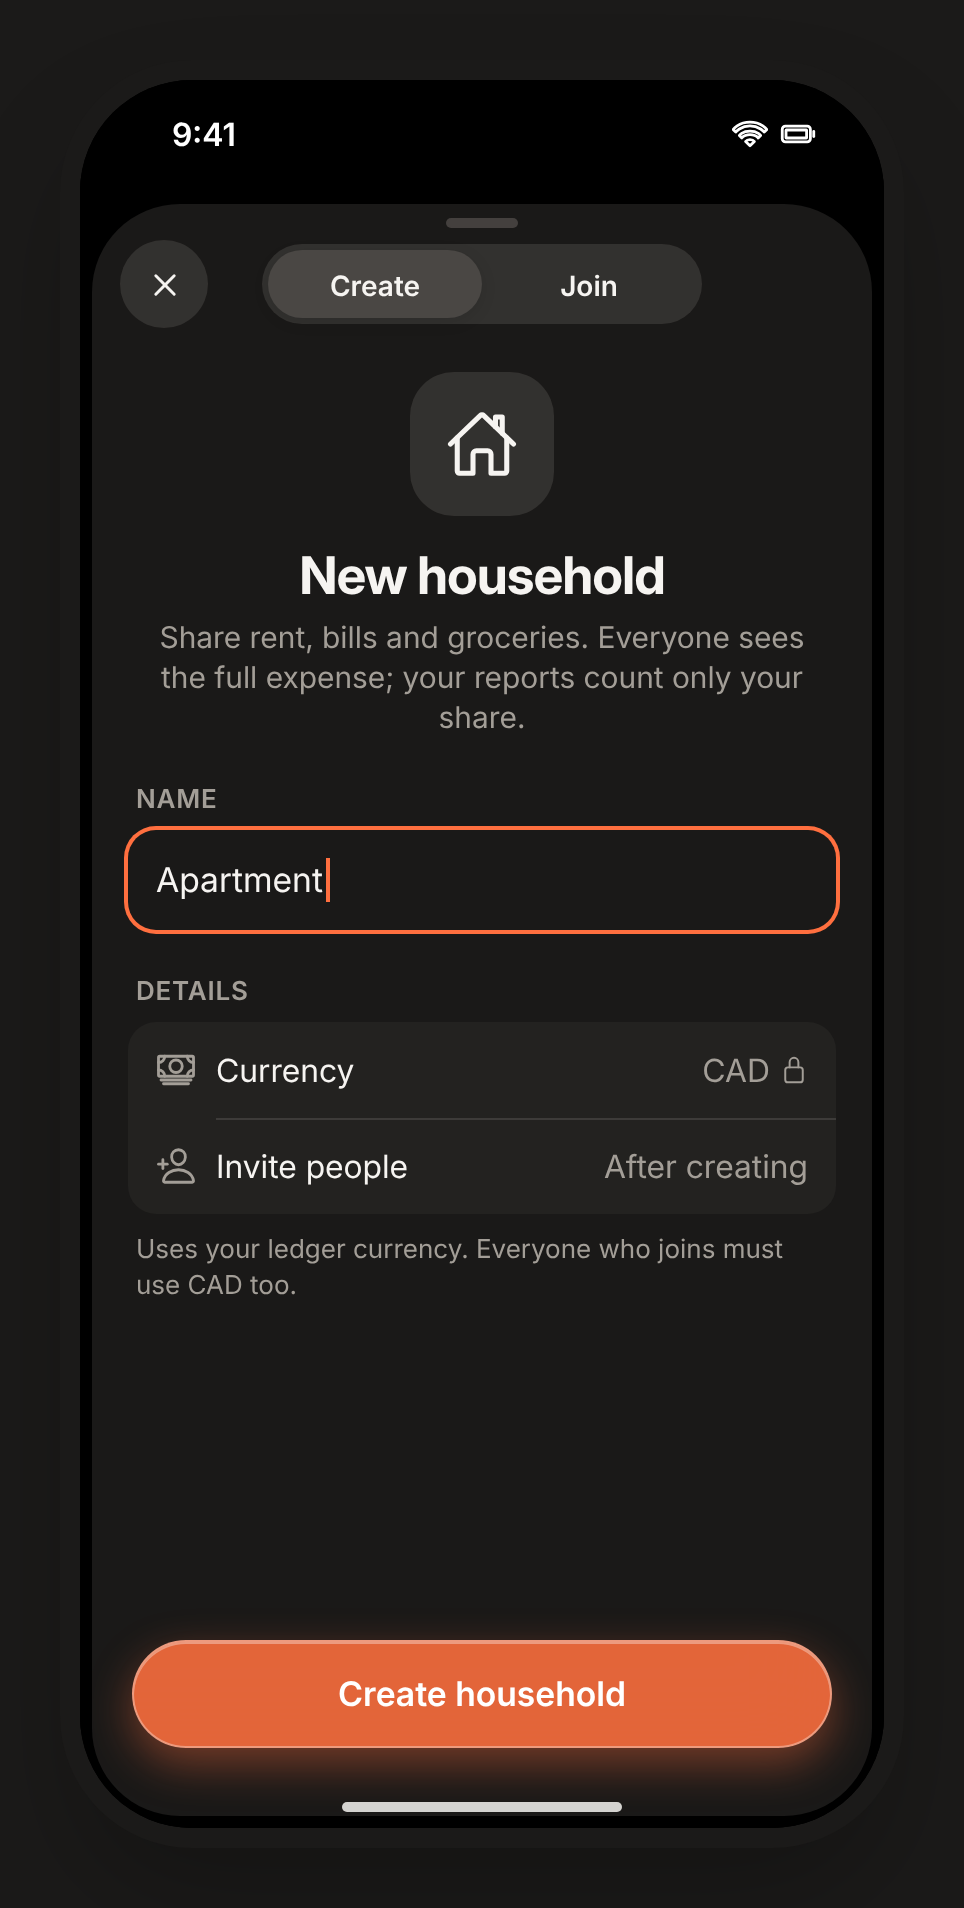 9:41
Create
Join
New household
Share rent, bills and groceries. Everyone sees
the full expense; your reports count only your
share.
NAME
Apartment
DETAILS
Currency
CAD
Invite people
After creating
Uses your ledger currency. Everyone who joins must
use CAD too.
Create household